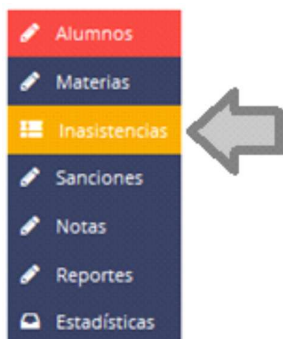 Alumnos
Materias
Inasistencias
Sanciones
Notas
Reportes
Estadísticas